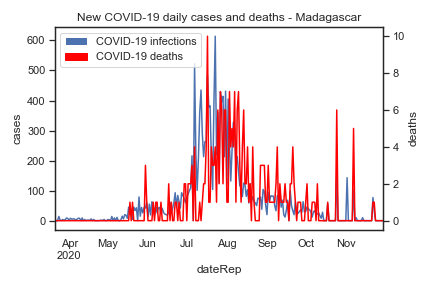 New COVID-19 daily cases and deaths - Madagascar
COVID-19 infections
COVID-19 deaths
600
500
400
300
200
100
0
cases
10
8
6
4
2
0
deaths
Apr May Jun Jul Aug Sep Oct Nov
2020
dateRep